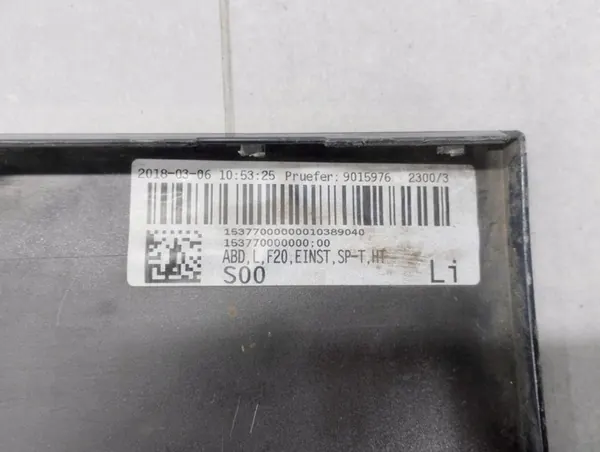 2018-03-06 10:53:25 Pruefer:9015976 2300/3
15377000000010389040
153770000000;00
ABD,L,F20,EINST,SP-T,HT
S00 Li